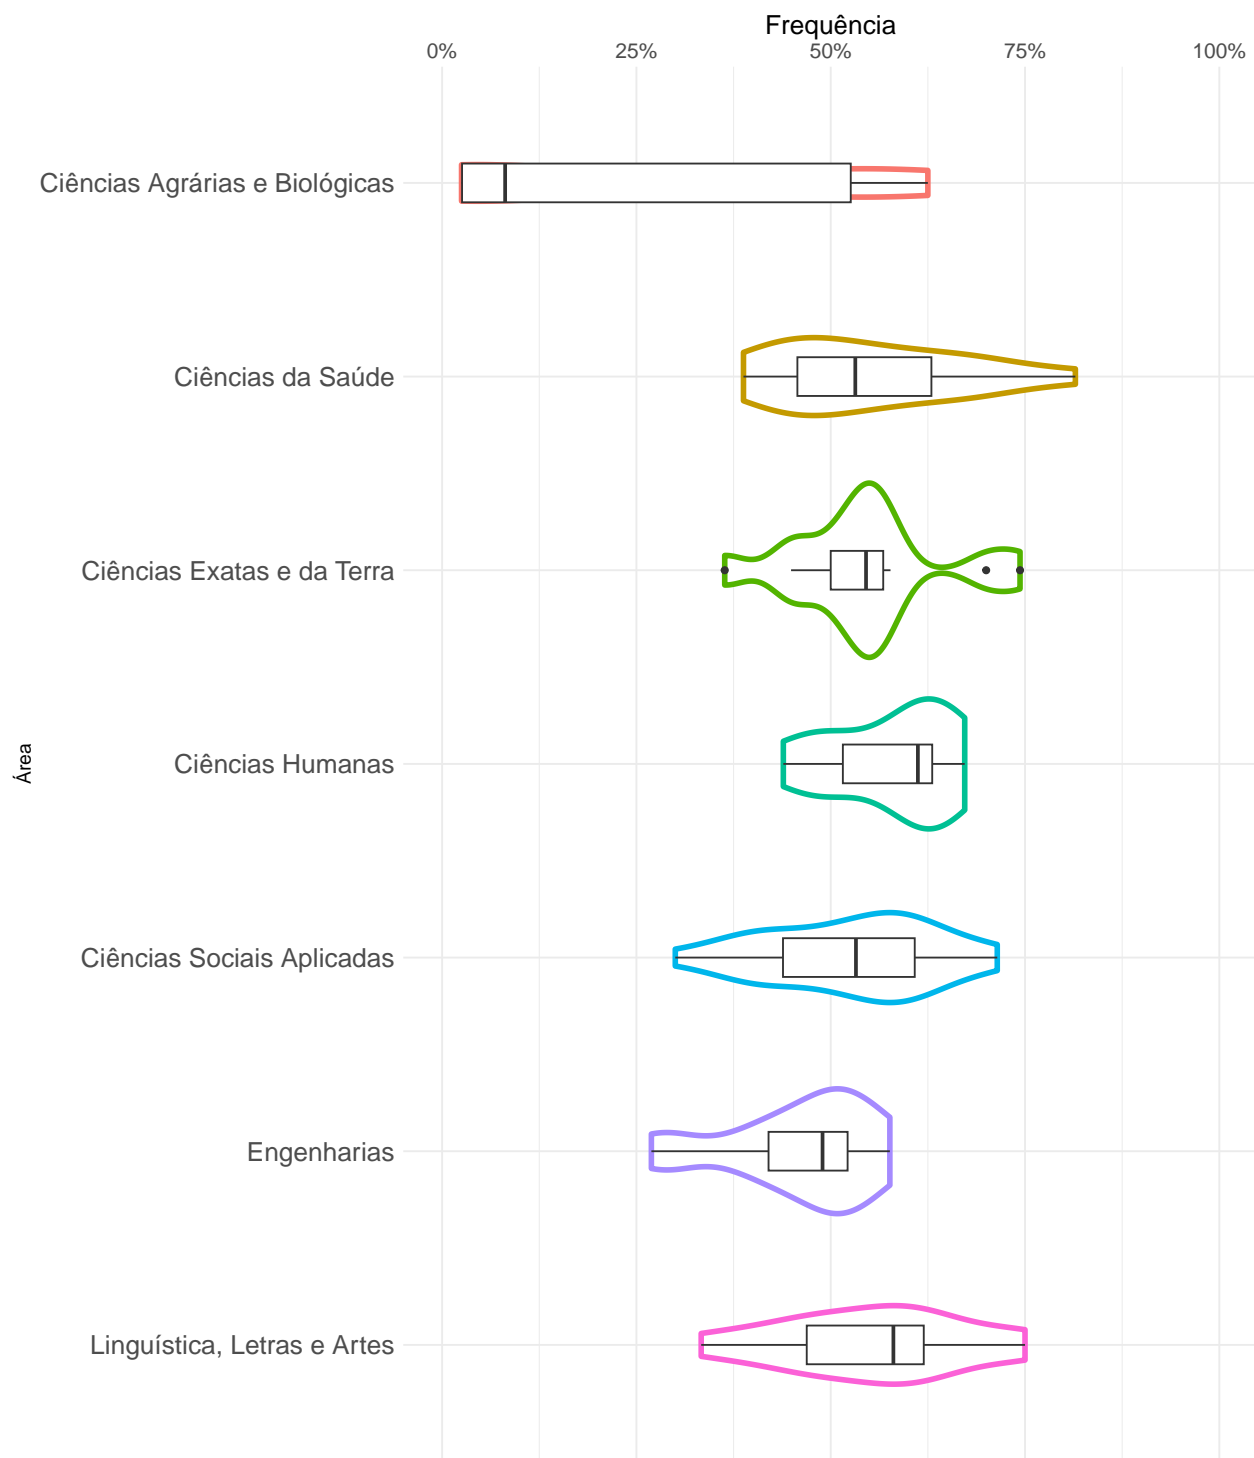 Frequência
0% 25% 50% 75% 100%
Ciências Agrárias e Biológicas
Ciências da Saúde
Ciências Exatas e da Terra
Ciências Humanas
Área
Ciências Sociais Aplicadas
Engenharias
Linguística, Letras e Artes